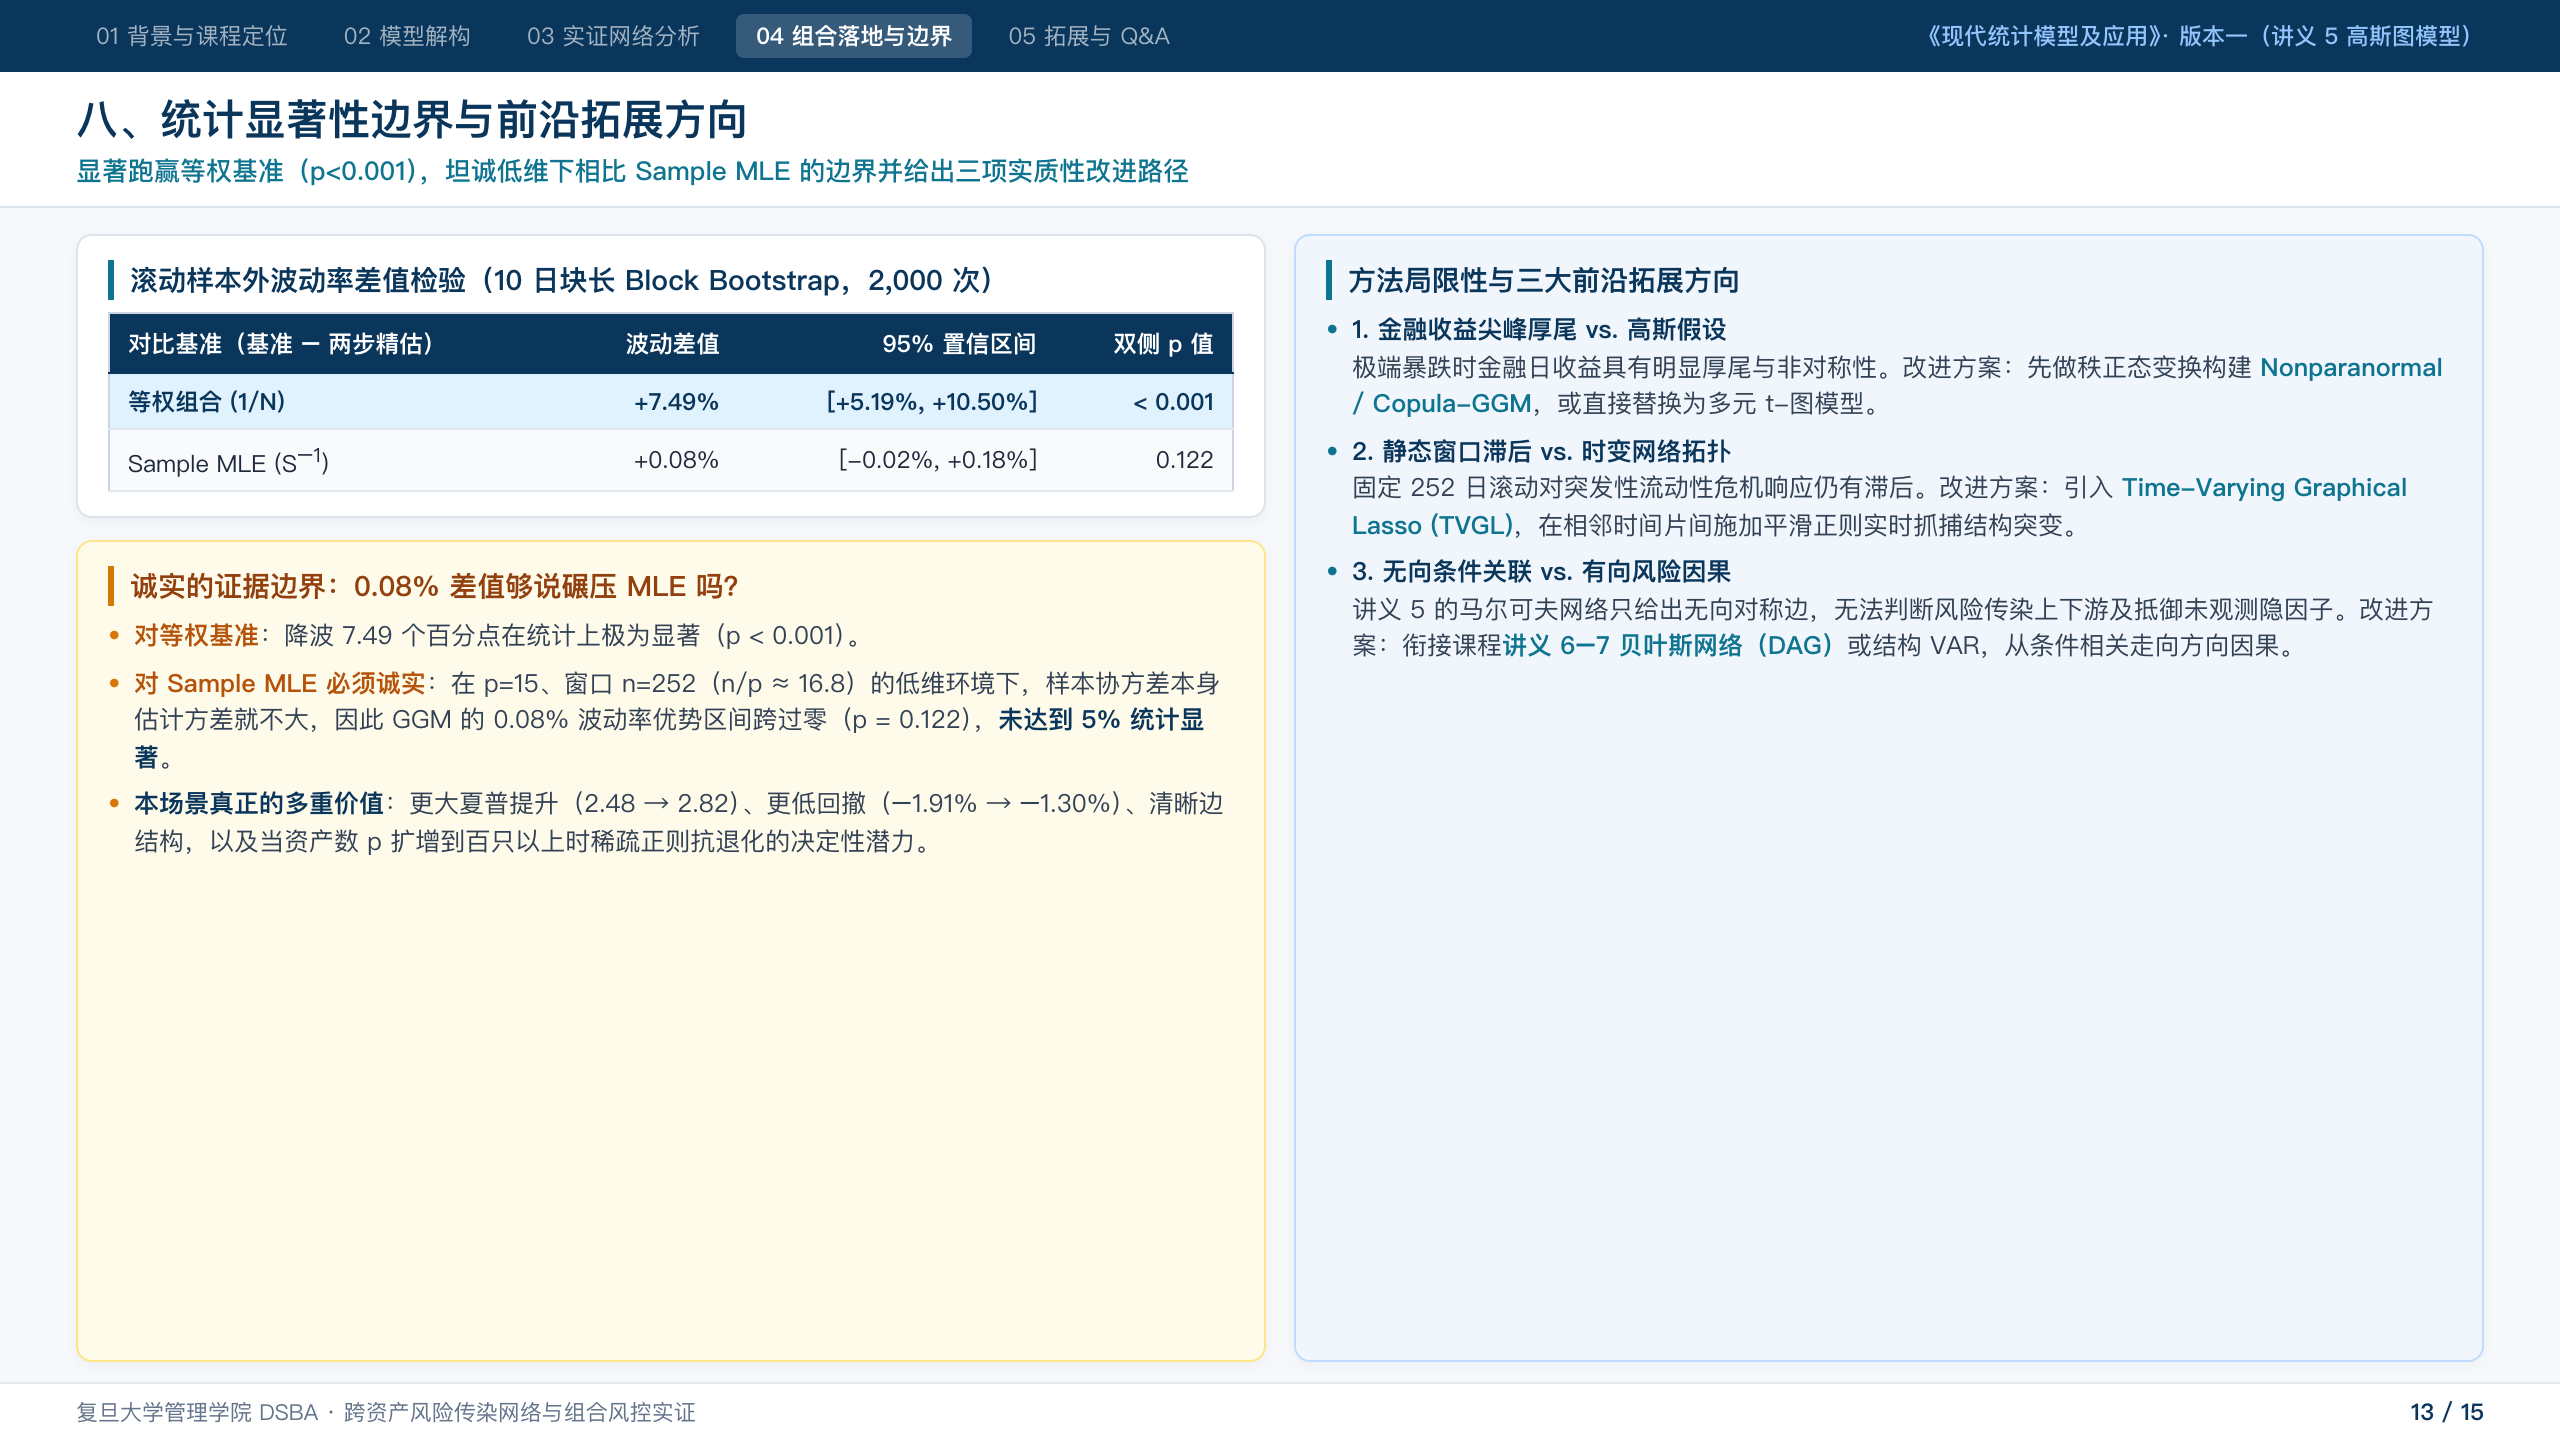 01 背景与课程定位
02 模型解构
03 实证网络分析
04 组合落地与边界
05 拓展与 Q&A
《现代统计模型及应用》· 版本一（讲义 5 高斯图模型）
八、统计显著性边界与前沿拓展方向
显著跑赢等权基准（p<0.001），坦诚低维下相比 Sample MLE 的边界并给出三项实质性改进路径
滚动样本外波动率差值检验（10 日块长 Block Bootstrap，2,000 次）
对比基准（基准 − 两步精估） 波动差值 95% 置信区间 双侧 p 值
等权组合 (1/N) +7.49% [+5.19%, +10.50%] < 0.001
Sample MLE (S⁻¹) +0.08% [−0.02%, +0.18%] 0.122
诚实的证据边界：0.08% 差值够说碾压 MLE 吗？
• 对等权基准：降波 7.49 个百分点在统计上极为显著（p < 0.001）。
• 对 Sample MLE 必须诚实：在 p=15、窗口 n=252（n/p ≈ 16.8）的低维环境下，样本协方差本身
估计方差就不大，因此 GGM 的 0.08% 波动率优势区间跨过零（p = 0.122），未达到 5% 统计显
著。
• 本场景真正的多重价值：更大夏普提升（2.48 → 2.82）、更低回撤（−1.91% → −1.30%）、清晰边
结构，以及当资产数 p 扩增到百只以上时稀疏正则抗退化的决定性潜力。
方法局限性与三大前沿拓展方向
• 1. 金融收益尖峰厚尾 vs. 高斯假设
极端暴跌时金融日收益具有明显厚尾与非对称性。改进方案：先做秩正态变换构建 Nonparanormal
/ Copula-GGM，或直接替换为多元 t-图模型。
• 2. 静态窗口滞后 vs. 时变网络拓扑
固定 252 日滚动对突发性流动性危机响应仍有滞后。改进方案：引入 Time-Varying Graphical
Lasso (TVGL)，在相邻时间片间施加平滑正则实时抓捕结构突变。
• 3. 无向条件关联 vs. 有向风险因果
讲义 5 的马尔可夫网络只给出无向对称边，无法判断风险传染上下游及抵御未观测隐因子。改进方
案：衔接课程讲义 6–7 贝叶斯网络（DAG）或结构 VAR，从条件相关走向方向因果。
复旦大学管理学院 DSBA · 跨资产风险传染网络与组合风控实证
13 / 15